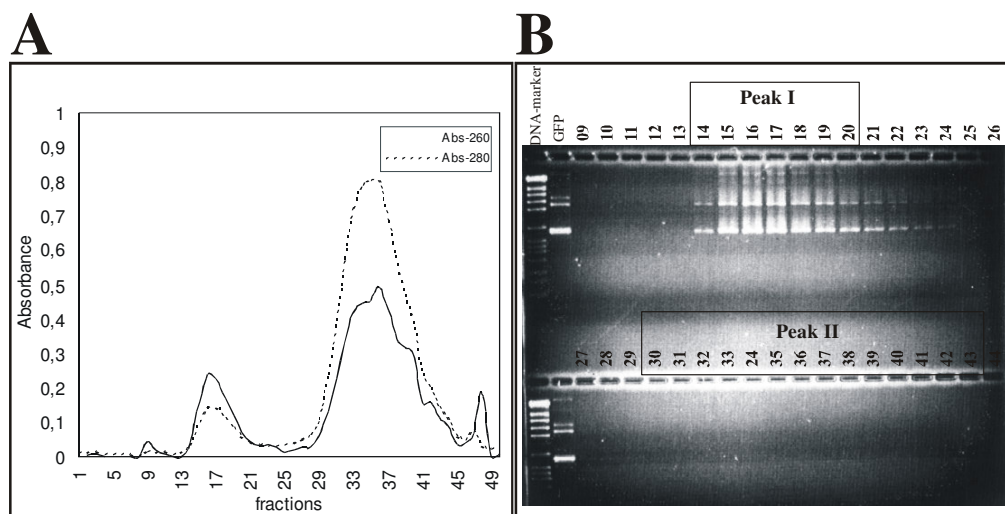 A
B
1
0,9
0,8
0,7
0,6
0,5
0,4
0,3
0,2
0,1
0
Absorbance
Abs-260
Abs-280
1 5 9 13 17 21 25 29 33 37 41 45 49
fractions
Peak I
DNA-marker GFP 09 10 11 12 13 14 15 16 17 18 19 20 21 22 23 24 25 26
Peak II
27 28 29 30 31 32 33 24 35 36 37 38 39 40 41 42 43